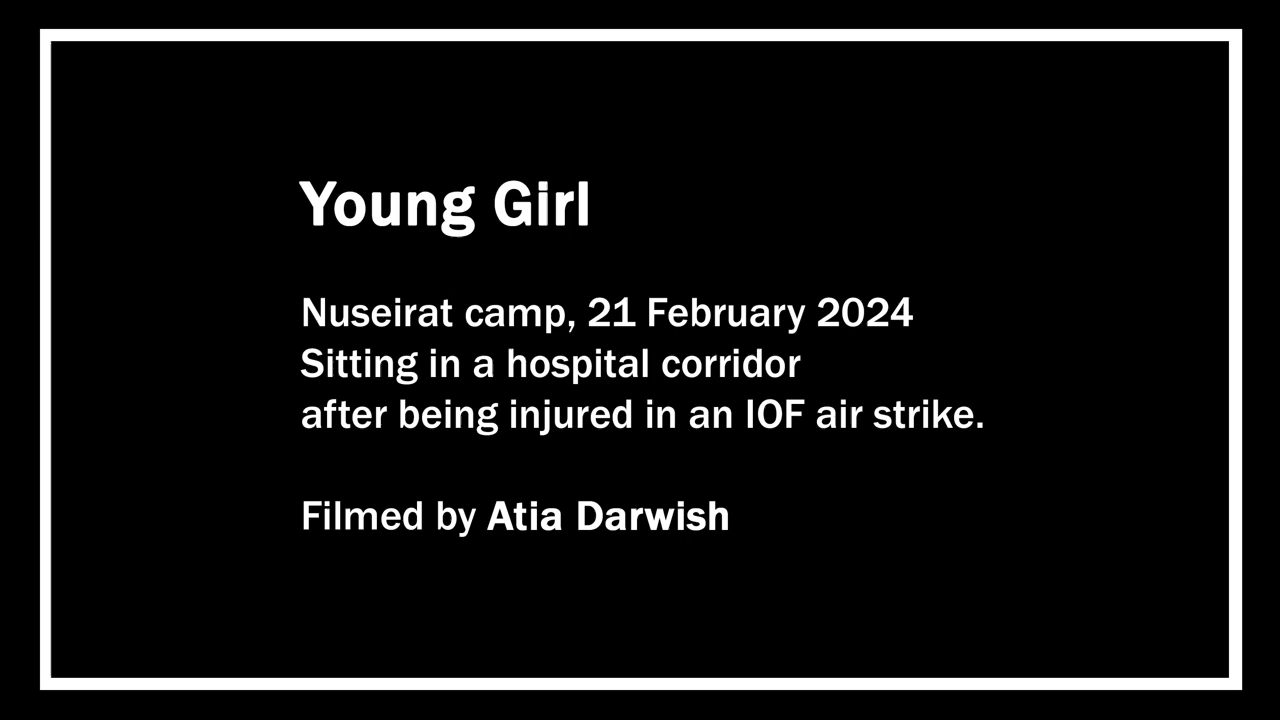 Young Girl
Nuseirat camp, 21 February 2024
Sitting in a hospital corridor
after being injured in an IOF air strike.
Filmed by Atia Darwish